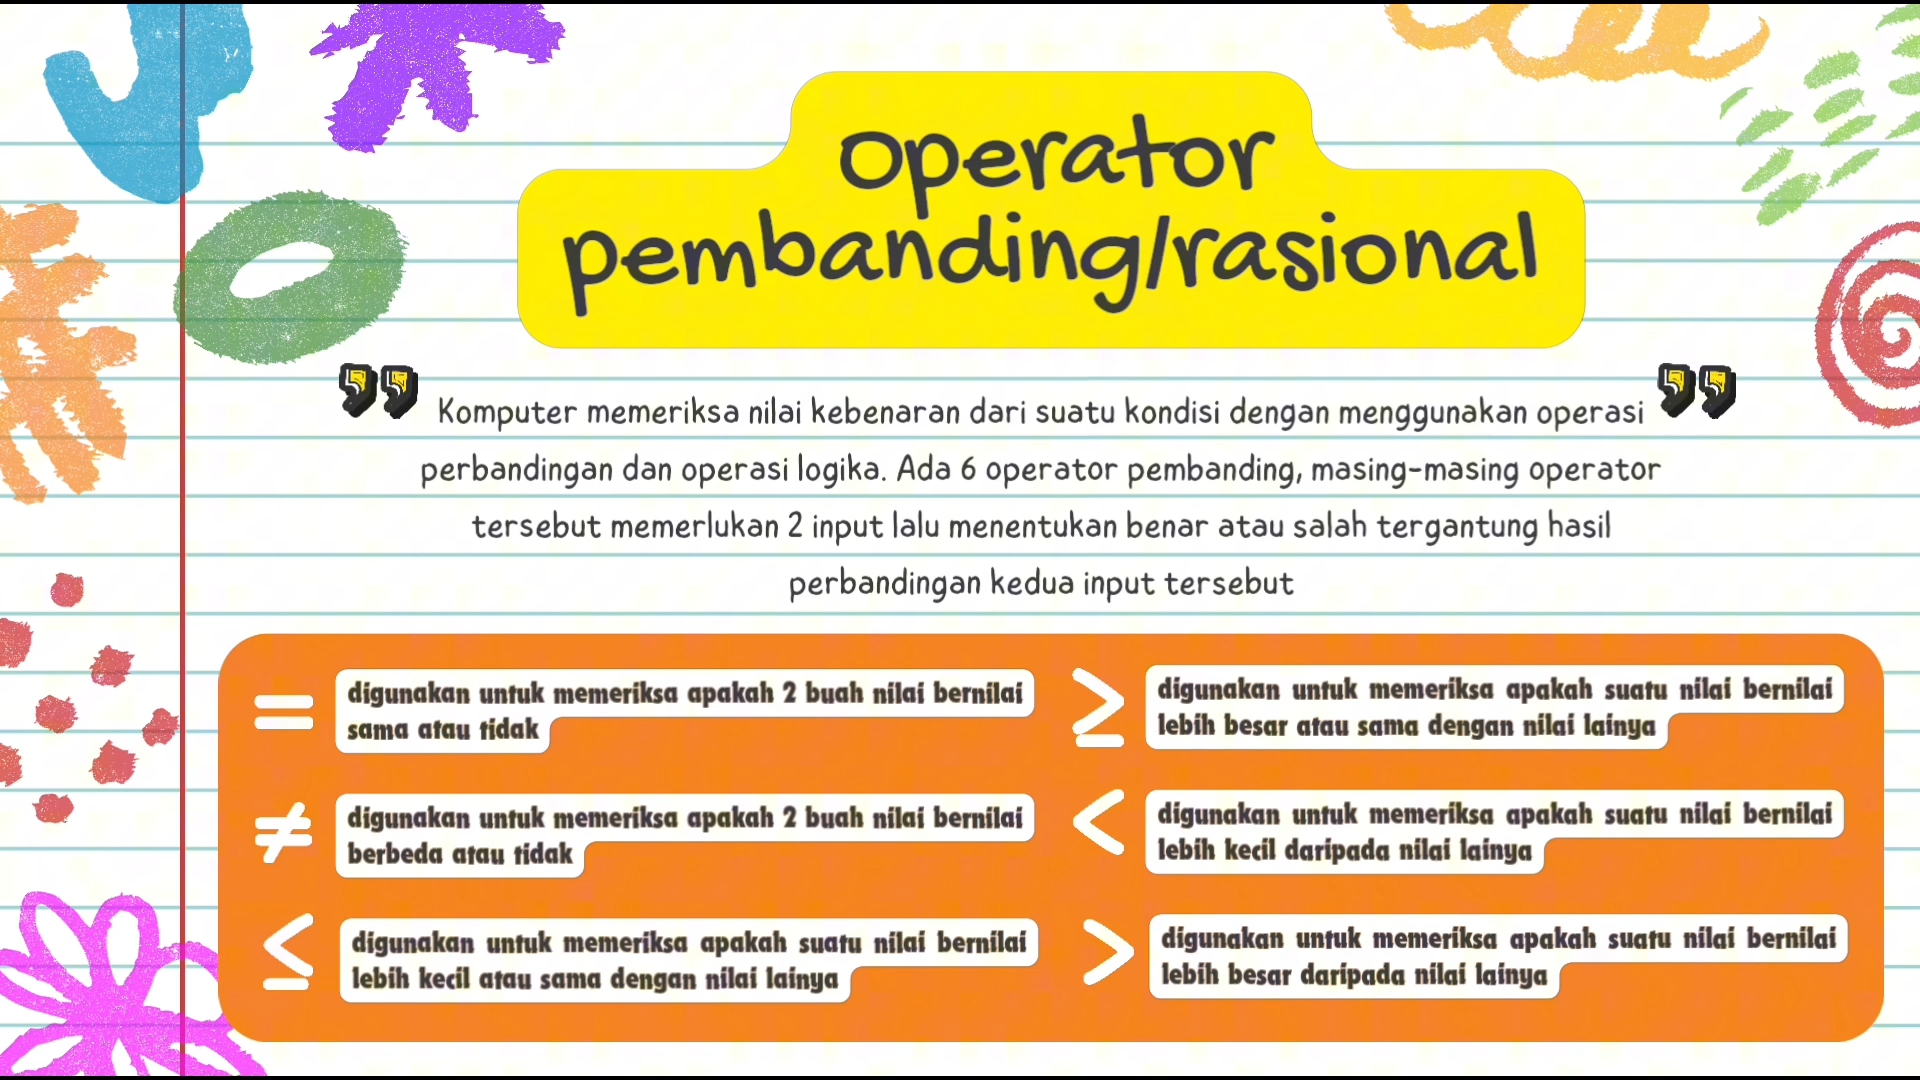 Operator
pembanding/rasional
Komputer memeriksa nilai kebenaran dari suatu kondisi dengan menggunakan operasi
perbandingan dan operasi logika. Ada 6 operator pembanding, masing-masing operator
tersebut memerlukan 2 input lalu menentukan benar atau salah tergantung hasil
perbandingan kedua input tersebut
= digunakan untuk memeriksa apakah 2 buah nilai bernilai
sama atau tidak
≠ digunakan untuk memeriksa apakah 2 buah nilai bernilai
berbeda atau tidak
≤ digunakan untuk memeriksa apakah suatu nilai bernilai
lebih kecil atau sama dengan nilai lainya
≥ digunakan untuk memeriksa apakah suatu nilai bernilai
lebih besar atau sama dengan nilai lainya
< digunakan untuk memeriksa apakah suatu nilai bernilai
lebih kecil daripada nilai lainya
> digunakan untuk memeriksa apakah suatu nilai bernilai
lebih besar daripada nilai lainya